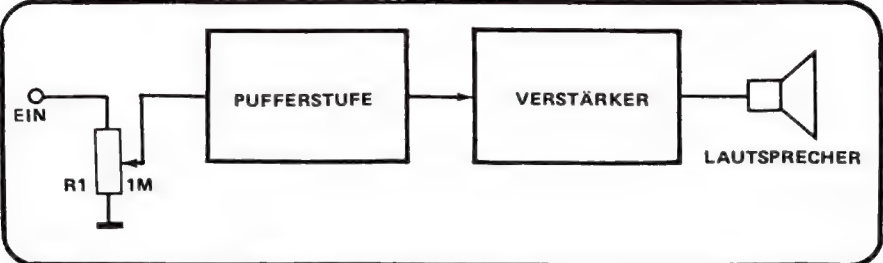 EIN
R1 1M
PUFFERSTUFE
VERSTÄRKER
LAUTSPRECHER